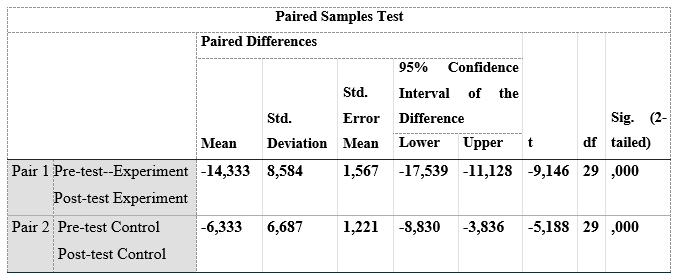 Paired Samples Test
Paired Differences
95% Confidence
Std. Interval of the
Std. Error Difference Sig. (2-
Mean Deviation Mean Lower Upper t df tailed)
Pair 1 Pre-test--Experiment -14,333 8,584 1,567 -17,539 -11,128 -9,146 29 ,000
Post-test Experiment
Pair 2 Pre-test Control -6,333 6,687 1,221 -8,830 -3,836 -5,188 29 ,000
Post-test Control